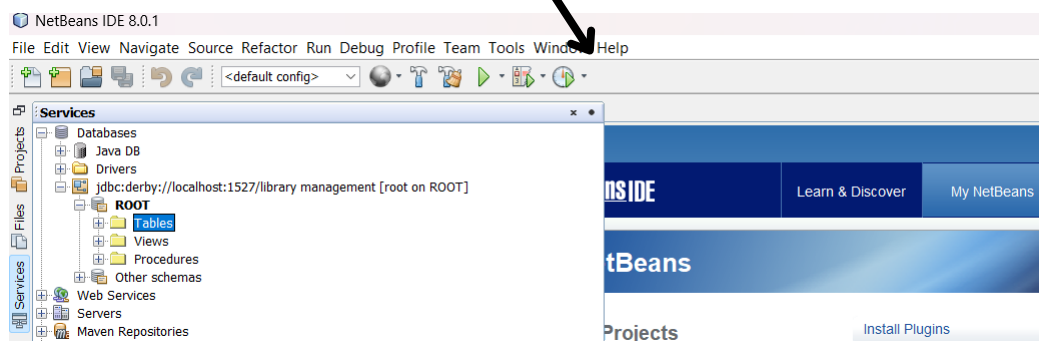 NetBeans IDE 8.0.1
File Edit View Navigate Source Refactor Run Debug Profile Team Tools Window Help
<default config>
Services
Projects
Files
Services
Databases
Java DB
Drivers
jdbc:derby://localhost:1527/library management [root on ROOT]
ROOT
Tables
Views
Procedures
Other schemas
Web Services
Servers
Maven Repositories
NS IDE
Learn & Discover
My NetBeans
tBeans
Projects
Install Plugins